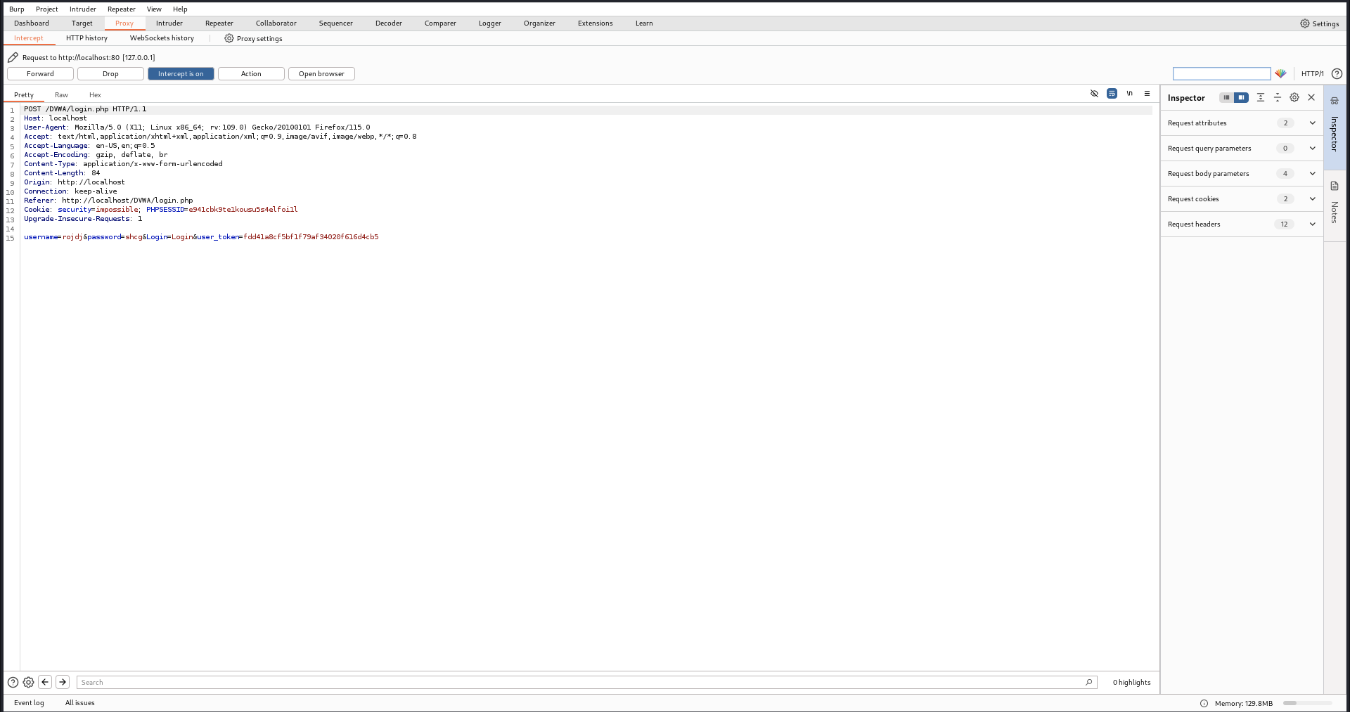 Burp Project Intruder Repeater View Help
Dashboard Target Proxy Intruder Repeater Collaborator Sequencer Decoder Comparer Logger Organizer Extensions Learn Settings
Intercept HTTP history WebSockets history Proxy settings
Request to http://localhost:80 [127.0.0.1]
Forward Drop Intercept is on Action Open browser HTTP/1
Pretty Raw Hex \n
Inspector
1 POST /DVWA/login.php HTTP/1.1
2 Host: localhost
3 User-Agent: Mozilla/5.0 (X11; Linux x86_64; rv:109.0) Gecko/20100101 Firefox/115.0
4 Accept: text/html,application/xhtml+xml,application/xml;q=0.9,image/avif,image/webp,*/*;q=0.8
5 Accept-Language: en-US,en;q=0.5
6 Accept-Encoding: gzip, deflate, br
7 Content-Type: application/x-www-form-urlencoded
8 Content-Length: 84
9 Origin: http://localhost
10 Connection: keep-alive
11 Referer: http://localhost/DVWA/login.php
12 Cookie: security=impossible; PHPSESSID=e941cbk9te1kousu5s4elfoi1l
13 Upgrade-Insecure-Requests: 1
14
15 username=rojdj&password=shcg&Login=Login&user_token=fdd41a8cf5bf1f79af34020f616d4cb5
Request attributes 2
Request query parameters 0
Request body parameters 4
Request cookies 2
Request headers 12
Inspector
Notes
Search 0 highlights
Event log All issues Memory: 129.8MB